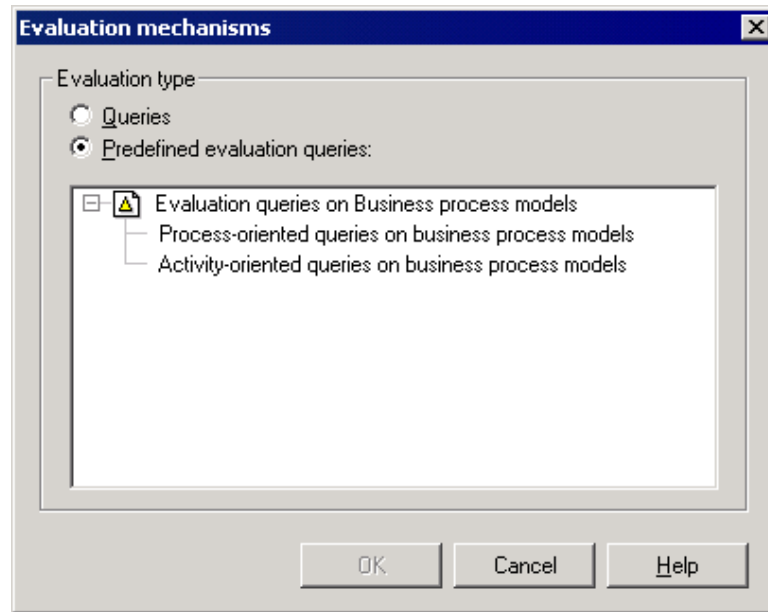 Evaluation mechanisms
Evaluation type
Queries
Predefined evaluation queries:
Evaluation queries on Business process models
Process-oriented queries on business process models
Activity-oriented queries on business process models
OK Cancel Help